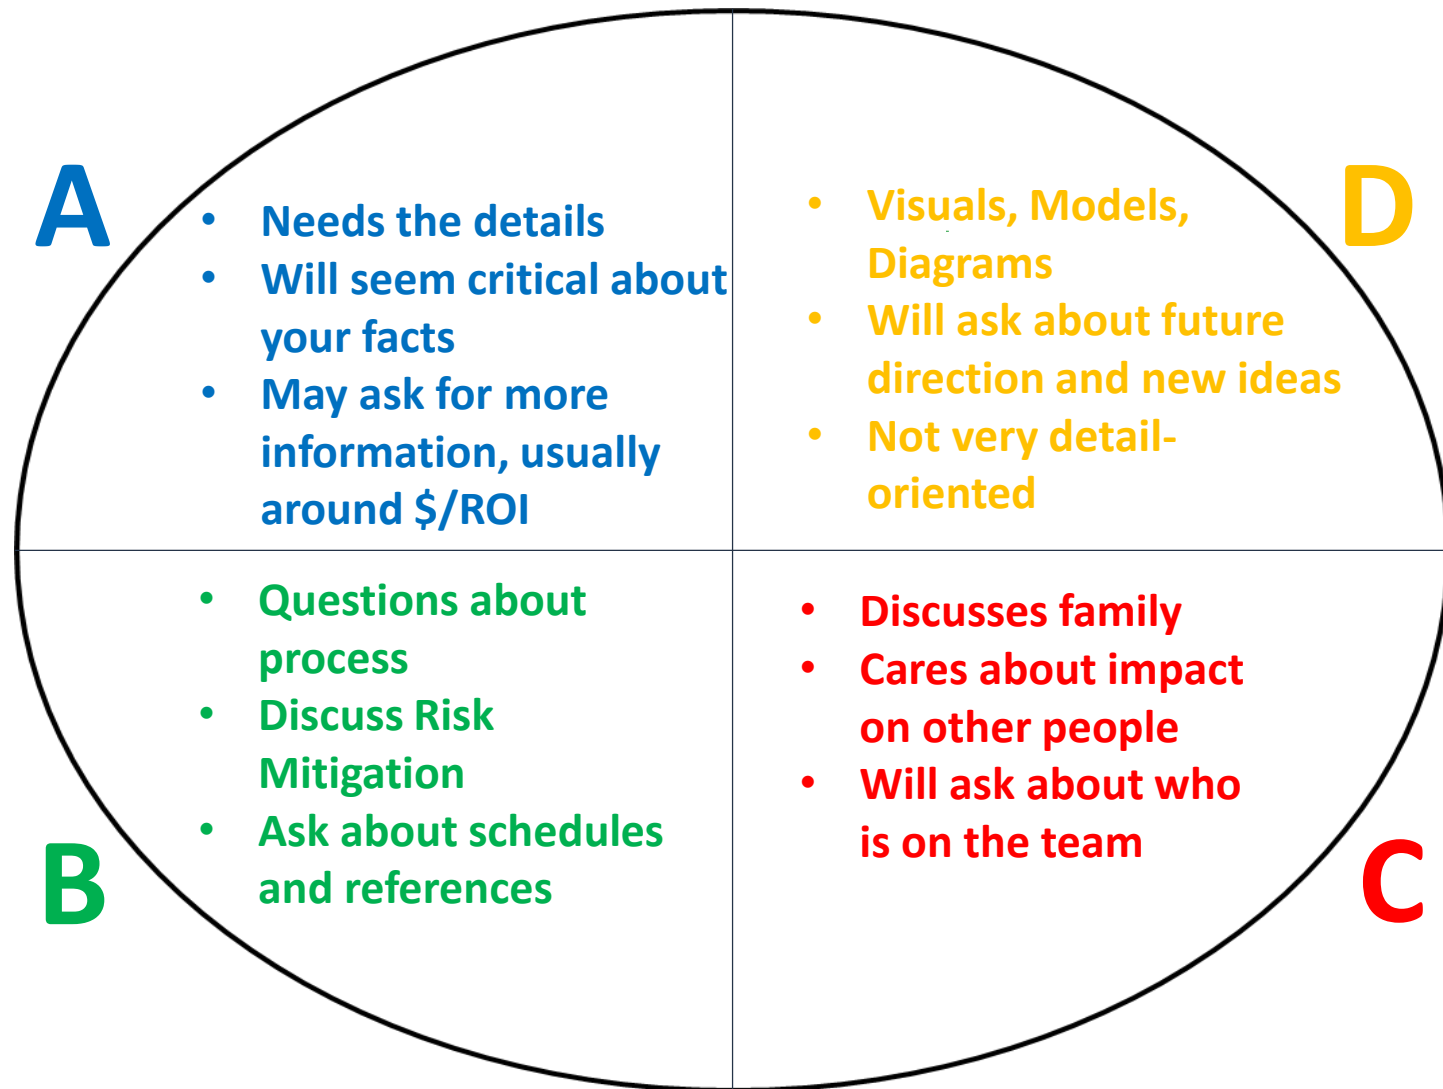 A
• Needs the details
• Will seem critical about
your facts
• May ask for more
information, usually
around $/ROI
D
• Visuals, Models,
Diagrams
• Will ask about future
direction and new ideas
• Not very detail-
oriented
B
• Questions about
process
• Discuss Risk
Mitigation
• Ask about schedules
and references
C
• Discusses family
• Cares about impact
on other people
• Will ask about who
is on the team